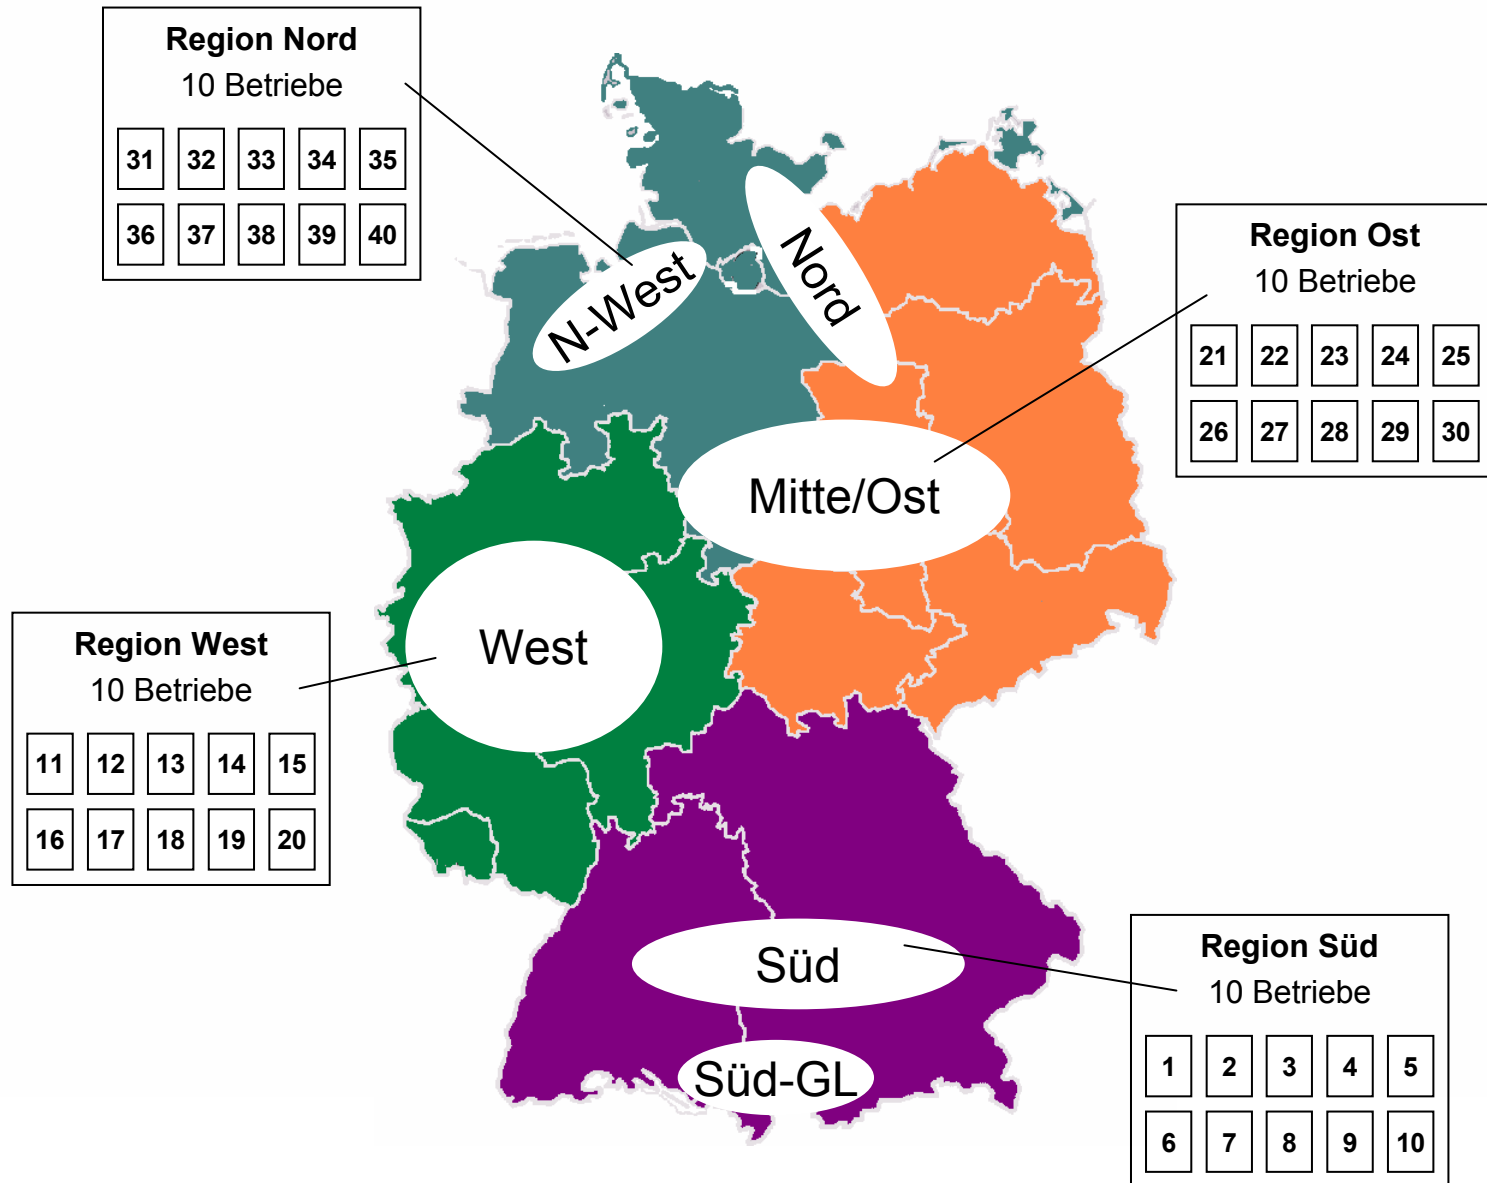 Region Nord
10 Betriebe
31 32 33 34 35
36 37 38 39 40
N-West
Nord
Region Ost
10 Betriebe
21 22 23 24 25
26 27 28 29 30
Mitte/Ost
West
Region West
10 Betriebe
11 12 13 14 15
16 17 18 19 20
Süd
Süd-GL
Region Süd
10 Betriebe
1 2 3 4 5
6 7 8 9 10